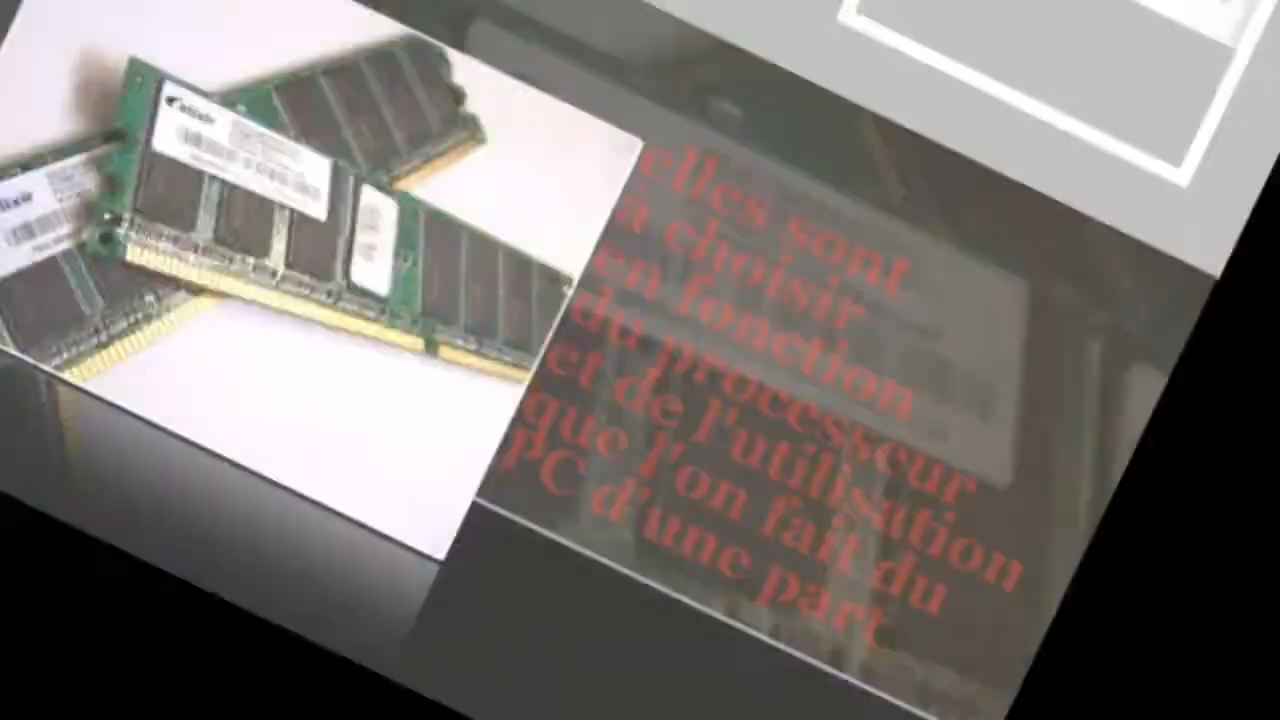 elles sont
à choisir
en fonction
du processeur
et de l'utilisation
que l'on fait du
PC d'une part